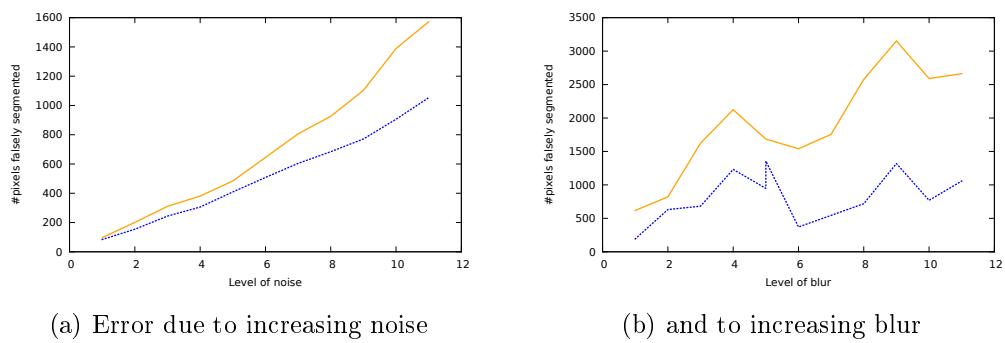 1600
1400
1200
1000
800
600
400
200
0
#pixels falsely segmented
0 2 4 6 8 10 12
Level of noise
(a) Error due to increasing noise
3500
3000
2500
2000
1500
1000
500
0
#pixels falsely segmented
0 2 4 6 8 10 12
Level of blur
(b) and to increasing blur